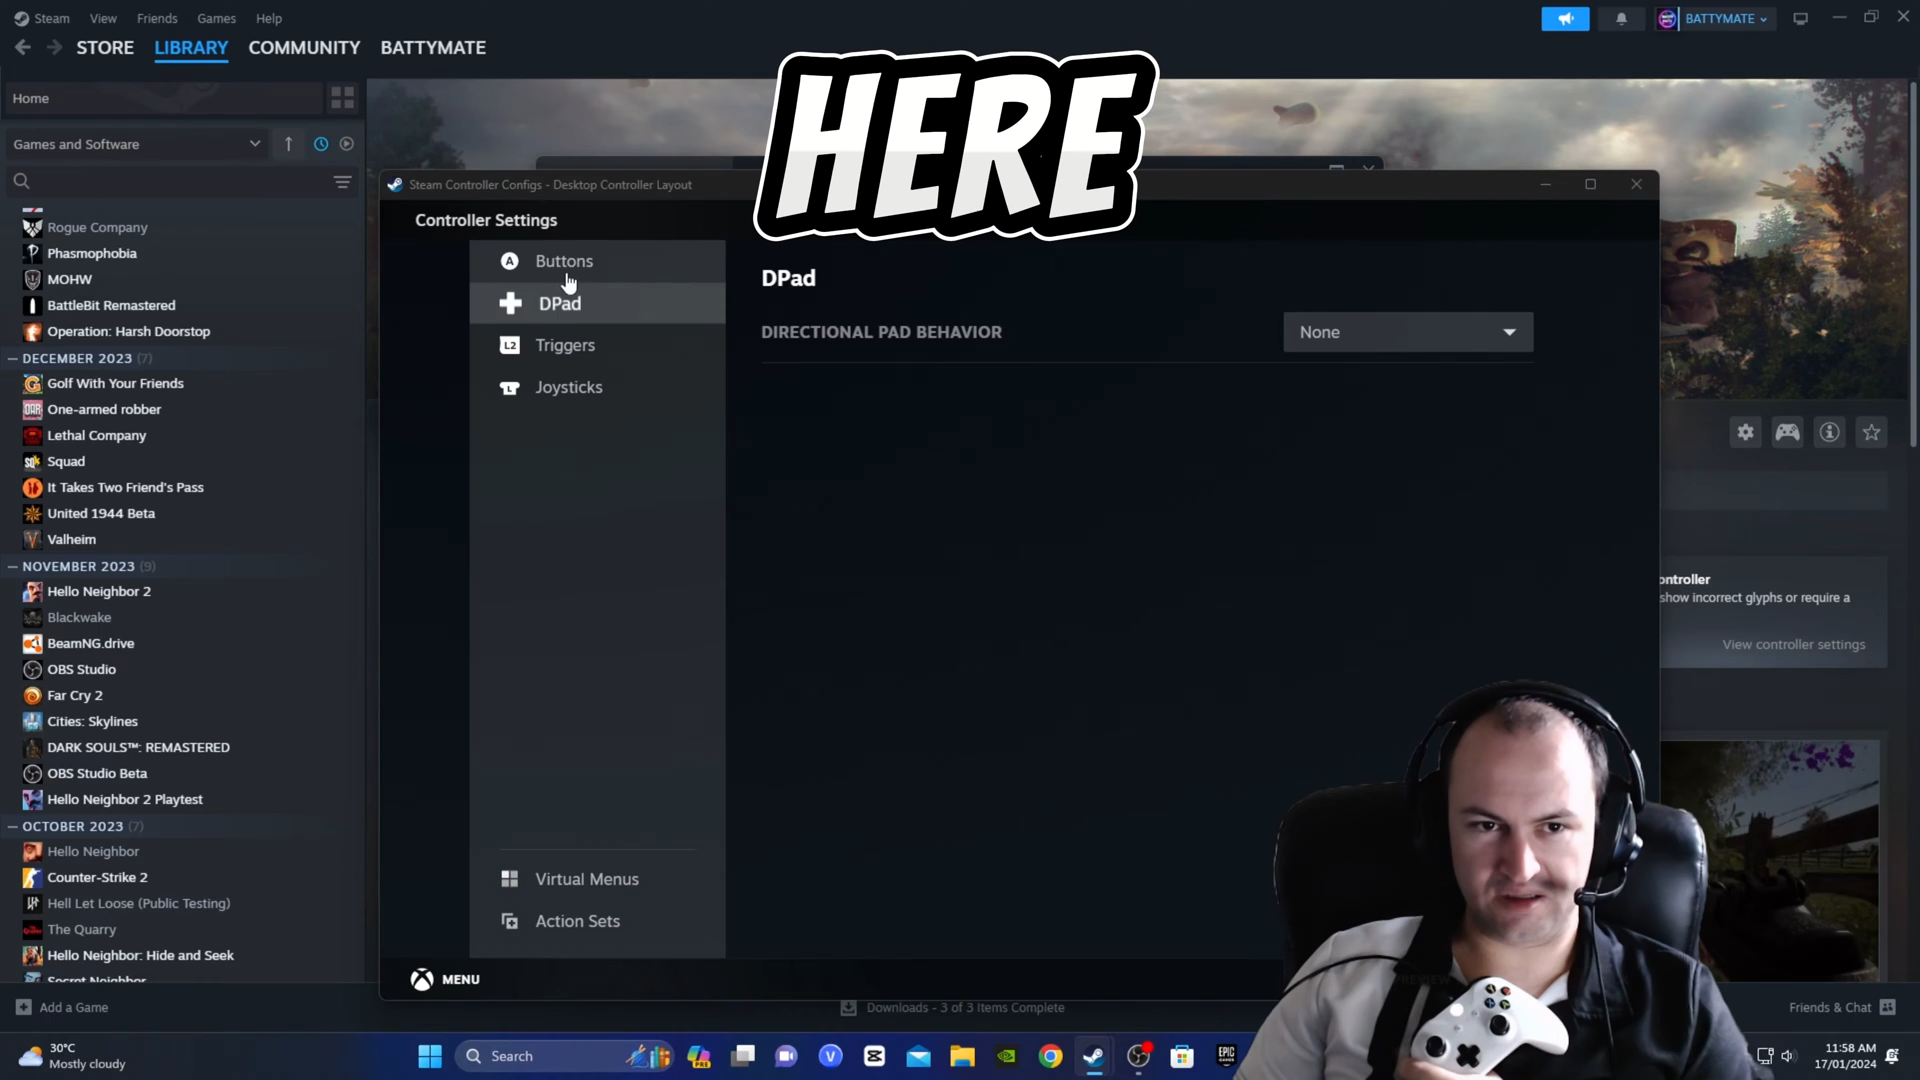 Steam View Friends Games Help
BATTYMATE
STORE LIBRARY COMMUNITY BATTYMATE
HERE
Home
Games and Software
Rogue Company
Phasmophobia
MOHW
BattleBit Remastered
Operation: Harsh Doorstop
DECEMBER 2023 (7)
Golf With Your Friends
One-armed robber
Lethal Company
Squad
It Takes Two Friend's Pass
United 1944 Beta
Valheim
NOVEMBER 2023 (9)
Hello Neighbor 2
Blackwake
BeamNG.drive
OBS Studio
Far Cry 2
Cities: Skylines
DARK SOULS™: REMASTERED
OBS Studio Beta
Hello Neighbor 2 Playtest
OCTOBER 2023 (7)
Hello Neighbor
Counter-Strike 2
Hell Let Loose (Public Testing)
The Quarry
Hello Neighbor: Hide and Seek
Secret Neighbor
Add a Game
Steam Controller Configs - Desktop Controller Layout
Controller Settings
A Buttons
DPad
L2 Triggers
L Joysticks
Virtual Menus
Action Sets
MENU
DPad
DIRECTIONAL PAD BEHAVIOR
None
ontroller
show incorrect glyphs or require a
View controller settings
Downloads - 3 of 3 Items Complete
Friends & Chat
30°C
Mostly cloudy
Search
PRE
EPIC GAMES
11:58 AM
17/01/2024